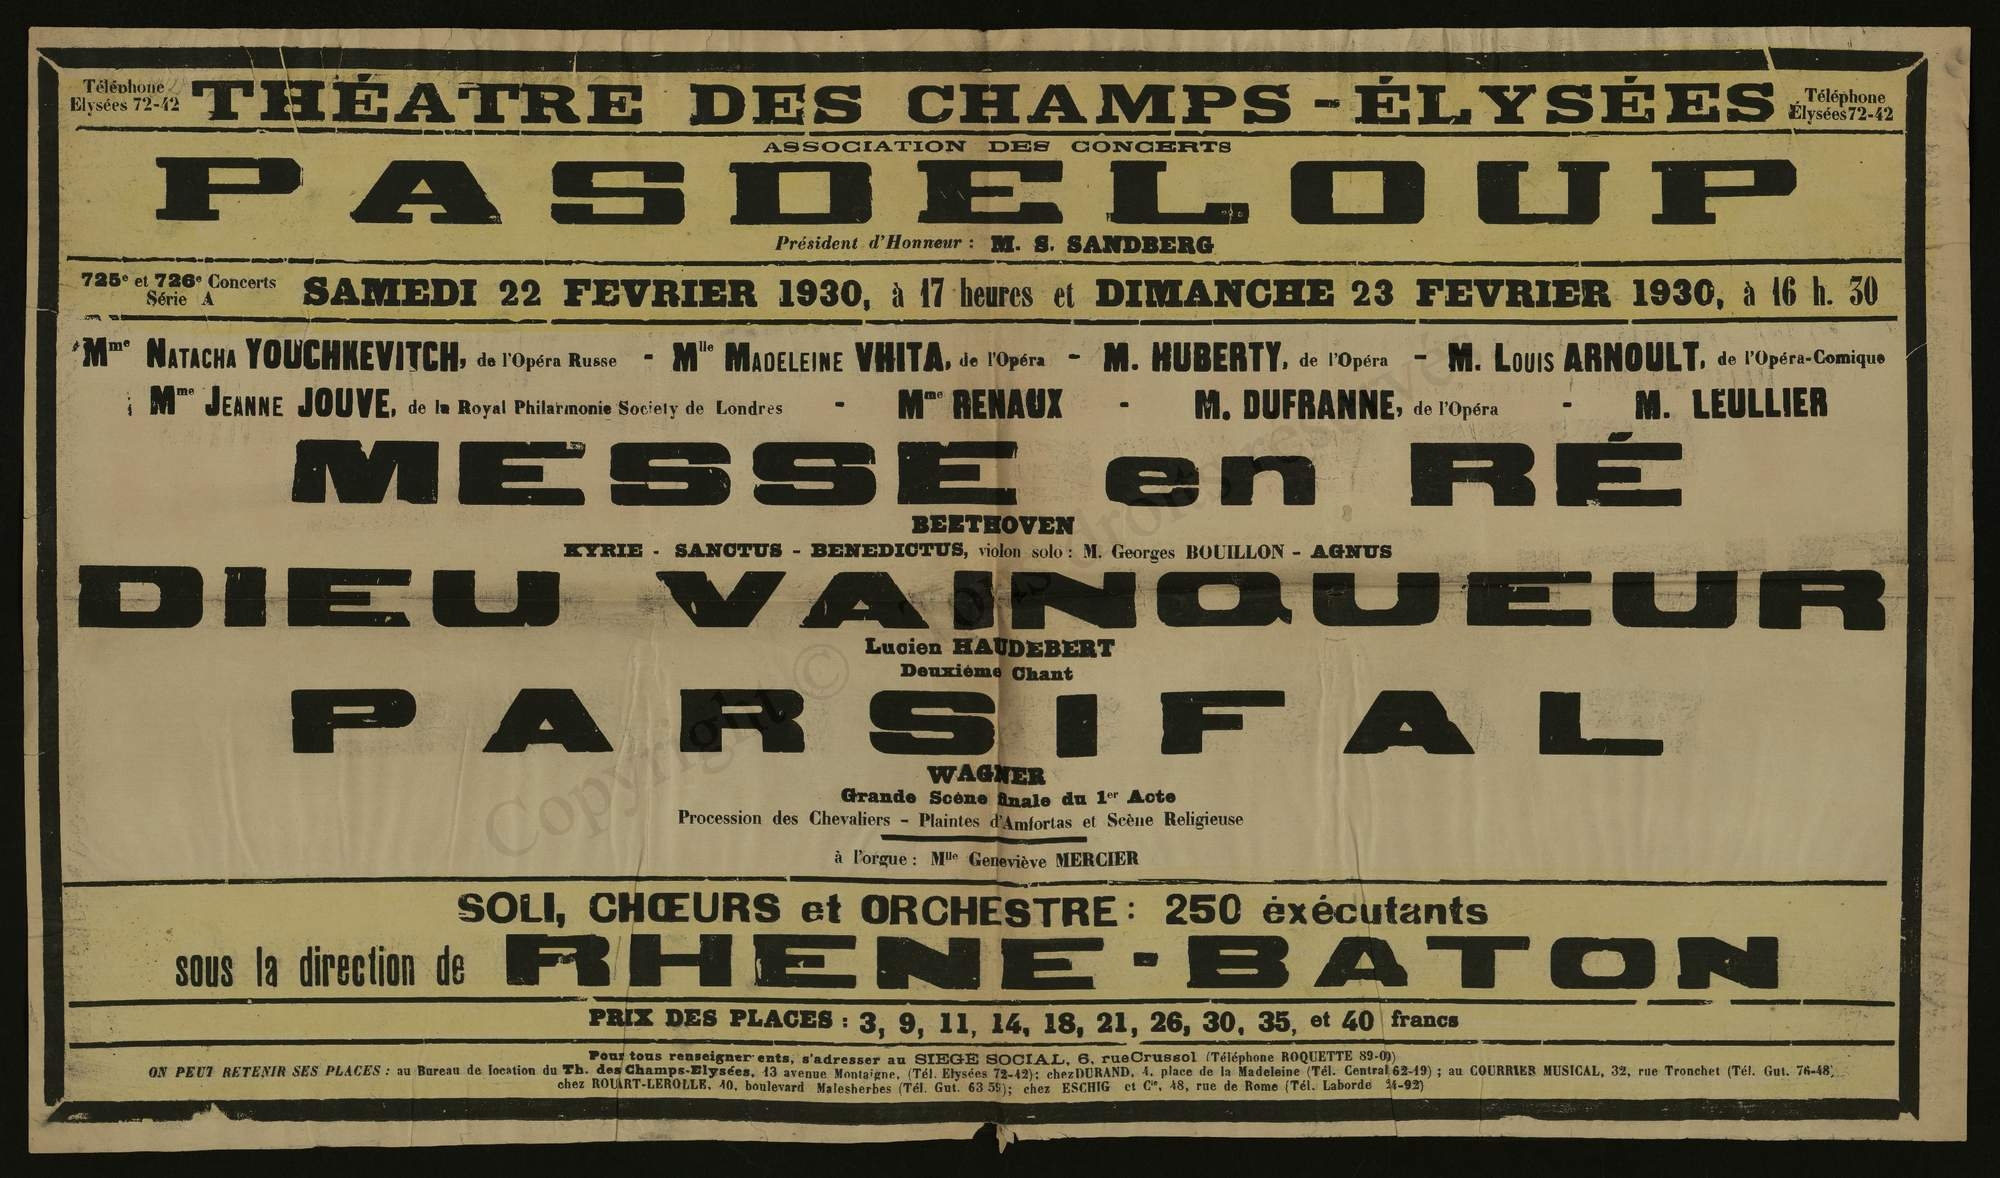 Téléphone
Elysées 72-42
THÉATRE DES CHAMPS-ÉLYSÉES
Téléphone
Élysées 72-42
ASSOCIATION DES CONCERTS
PASDELOUP
Président d'Honneur : M. S. SANDBERG
725e et 726e Concerts
Série A
SAMEDI 22 FEVRIER 1930, à 17 heures et DIMANCHE 23 FEVRIER 1930, à 16 h. 30
Mme NATACHA YOUCHKEVITCH, de l'Opéra Russe - Mlle MADELEINE VHITA, de l'Opéra - M. HUBERTY, de l'Opéra - M. LOUIS ARNOULT, de l'Opéra-Comique
Mme JEANNE JOUVE, de la Royal Philarmonie Society de Londres - Mme RENAUX - M. DUFRANNE, de l'Opéra - M. LEULLIER
MESSE en RÉ
BEETHOVEN
KYRIE - SANCTUS - BENEDICTUS, violon solo : M. Georges BOUILLON - AGNUS
DIEU VAINQUEUR
Lucien HAUDEBERT
Deuxième Chant
PARSIFAL
WAGNER
Grande Scène finale du 1er Acte
Procession des Chevaliers - Plaintes d'Amfortas et Scène Religieuse
à l'orgue : Mlle Geneviève MERCIER
SOLI, CHŒURS et ORCHESTRE : 250 éxécutants
sous la direction de RHENE-BATON
PRIX DES PLACES : 3, 9, 11, 14, 18, 21, 26, 30, 35, et 40 francs
Pour tous renseignements, s'adresser au SIEGE SOCIAL, 6, rue Crussol (Téléphone ROQUETTE
ON PEUT RETENIR SES PLACES : au Bureau de location du Th. des Champs-Elysées, 13 avenue Montaigne, (Tél. Elysées 72-42); chez DURAND, 4, place de la Madeleine (Tél. Central 62-19) ; au COURRIER MUSICAL, 32, rue Tronchet (Tél. Gut. 76-48)
chez ROUART-LEROLLE, 40, boulevard Malesherbes (Tél. Gut. 63 59); chez ESCHIG et Cie, 48, rue de Rome (Tél. Laborde
Copyright © Tous droits réservés